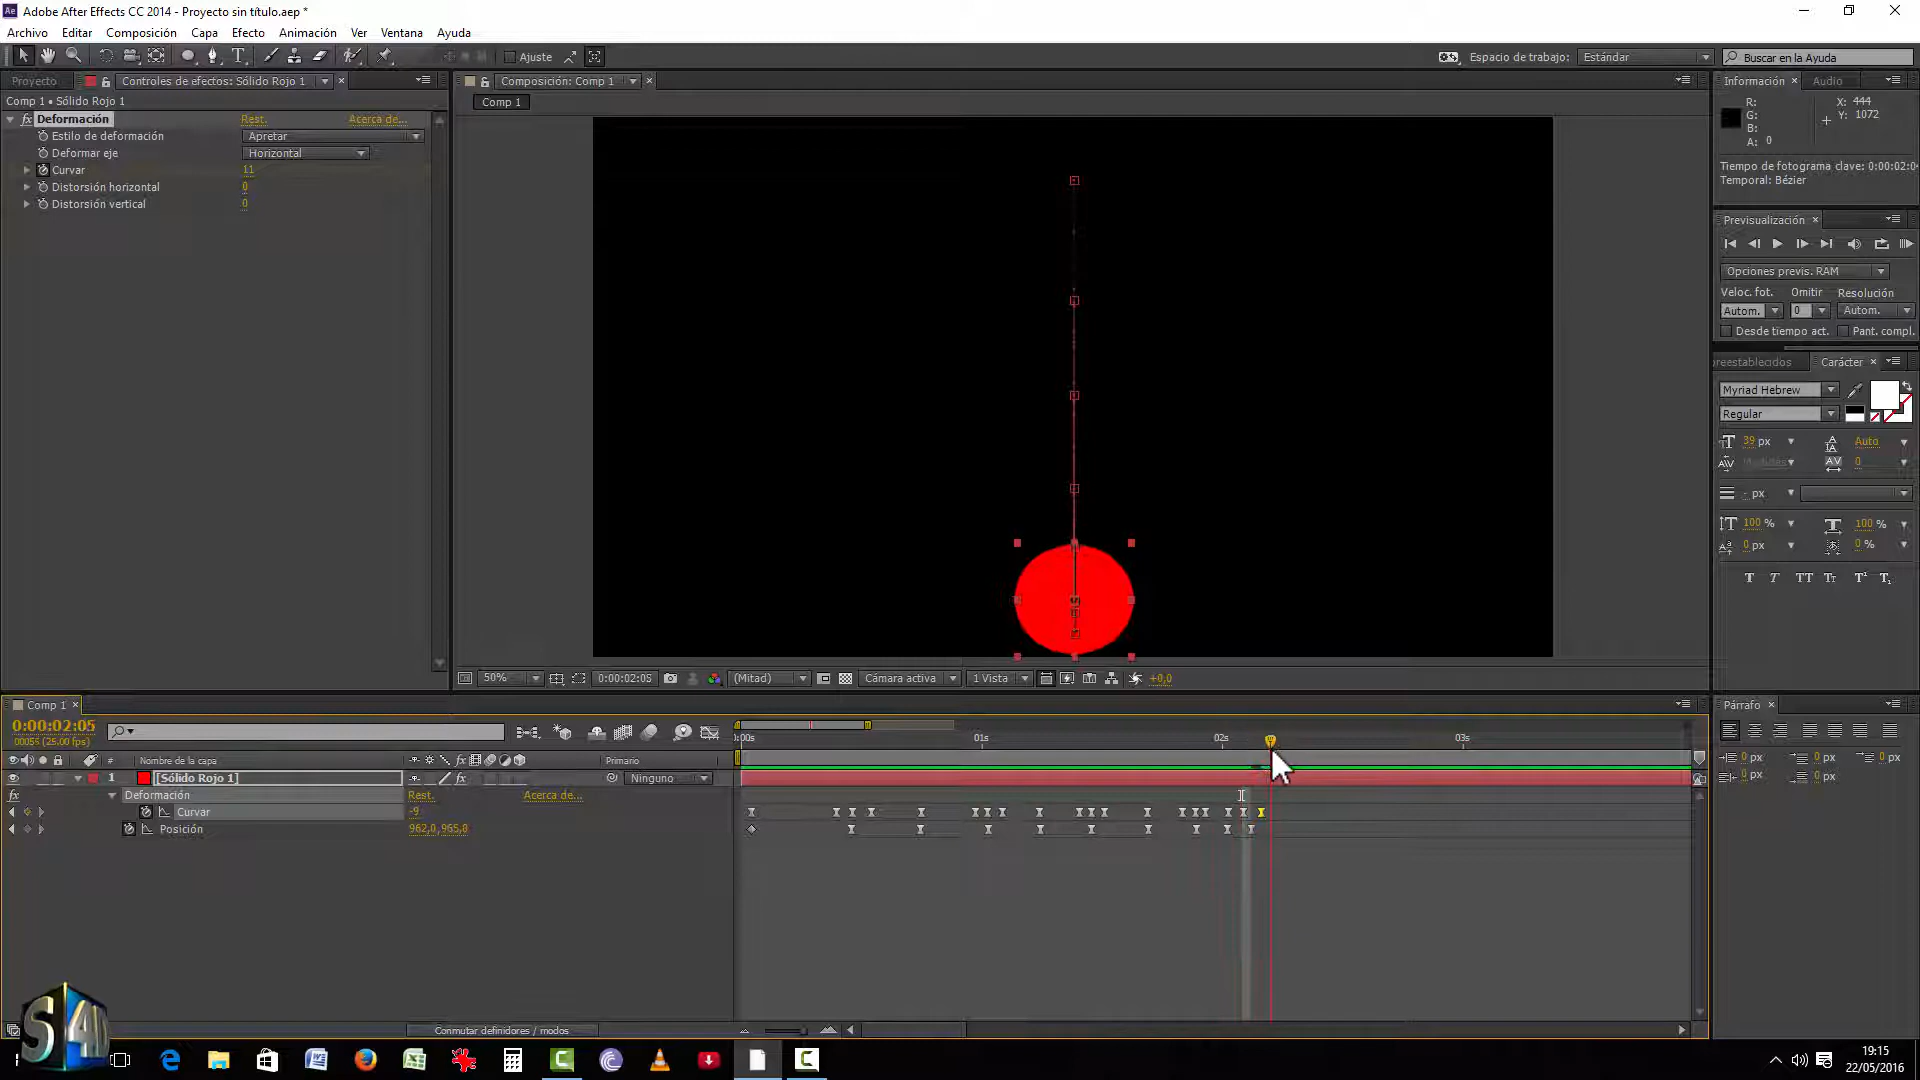 Adobe After Effects CC 2014 - Proyecto sin título.aep *
Archivo Editar Composición Capa Efecto Animación Ver Ventana Ayuda
Ajuste
Espacio de trabajo: Estándar
Buscar en la Ayuda
Proyecto Controles de efectos: Sólido Rojo 1
Comp 1 • Sólido Rojo 1
fx Deformación Rest. Acerca de...
Estilo de deformación Apretar
Deformar eje Horizontal
Curvar 11
Distorsión horizontal 0
Distorsión vertical 0
Composición: Comp 1
Comp 1
50% 0:00:02:05 (Mitad) Cámara activa 1 Vista +0,0
Información Audio
R: X: 444
G: Y: 1072
B:
A: 0
Tiempo de fotograma clave: 0:00:02:0
Temporal: Bézier
Previsualización
Opciones previs. RAM
Veloc. fot. Omitir Resolución
Autom. 0 Autom.
Desde tiempo act. Pant. compl.
reestablecidos Carácter
Myriad Hebrew
Regular
39 px Auto
0
- px
100 % 100 %
0 px 0 %
T T TT Tt T¹ T₁
Comp 1
0:00:02:05
00055 (25.00 fps)
# Nombre de la capa fx Primario
1 [Sólido Rojo 1] fx Ninguno
fx Deformación Rest. Acerca de...
Curvar -9
Posición 962,0,965,0
:00s 01s 02s 03s
Conmutar definidores / modos
Párrafo
0 px 0 px 0 px
0 px 0 px
S4D
19:15
22/05/2016